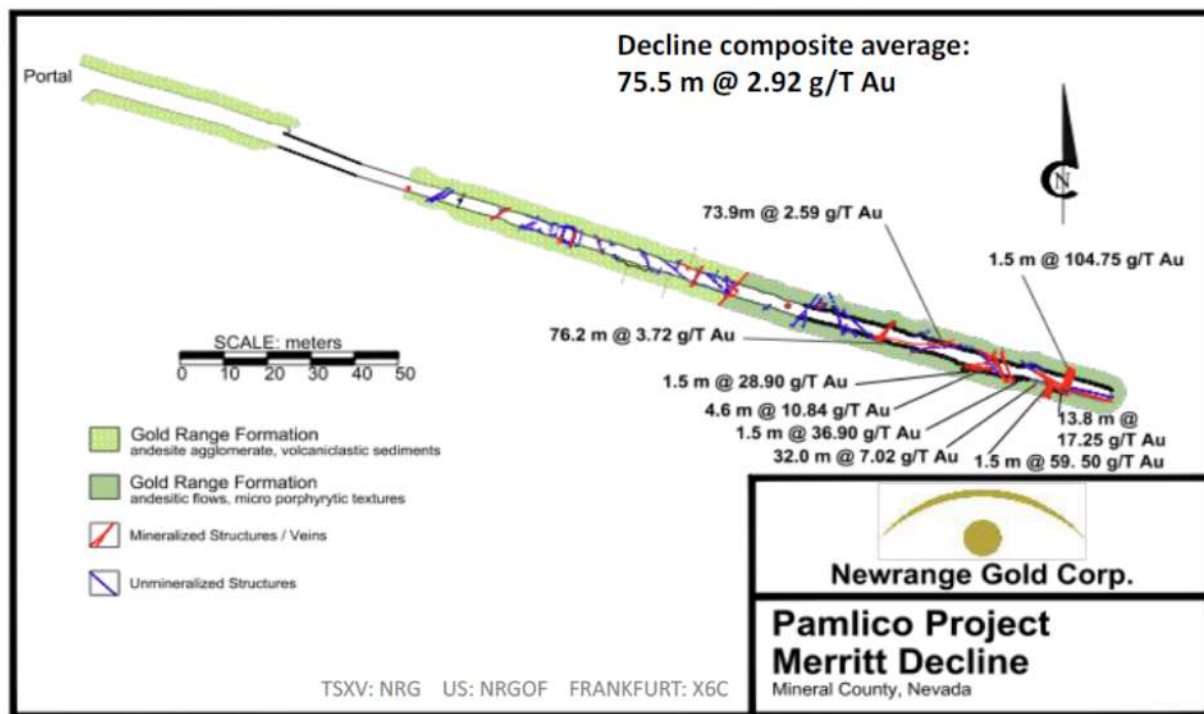 Decline composite average:
75.5 m @ 2.92 g/T Au
Portal
N
73.9m @ 2.59 g/T Au
1.5 m @ 104.75 g/T Au
76.2 m @ 3.72 g/T Au
SCALE: meters
0 10 20 30 40 50
1.5 m @ 28.90 g/T Au
4.6 m @ 10.84 g/T Au
1.5 m @ 36.90 g/T Au
32.0 m @ 7.02 g/T Au
13.8 m @
17.25 g/T Au
1.5 m @ 59. 50 g/T Au
Gold Range Formation
andesite agglomerate, volcaniclastic sediments
Gold Range Formation
andesitic flows, micro porphyrytic textures
Mineralized Structures / Veins
Unmineralized Structures
Newrange Gold Corp.
Pamlico Project
Merritt Decline
Mineral County, Nevada
TSXV: NRG US: NRGOF FRANKFURT: X6C